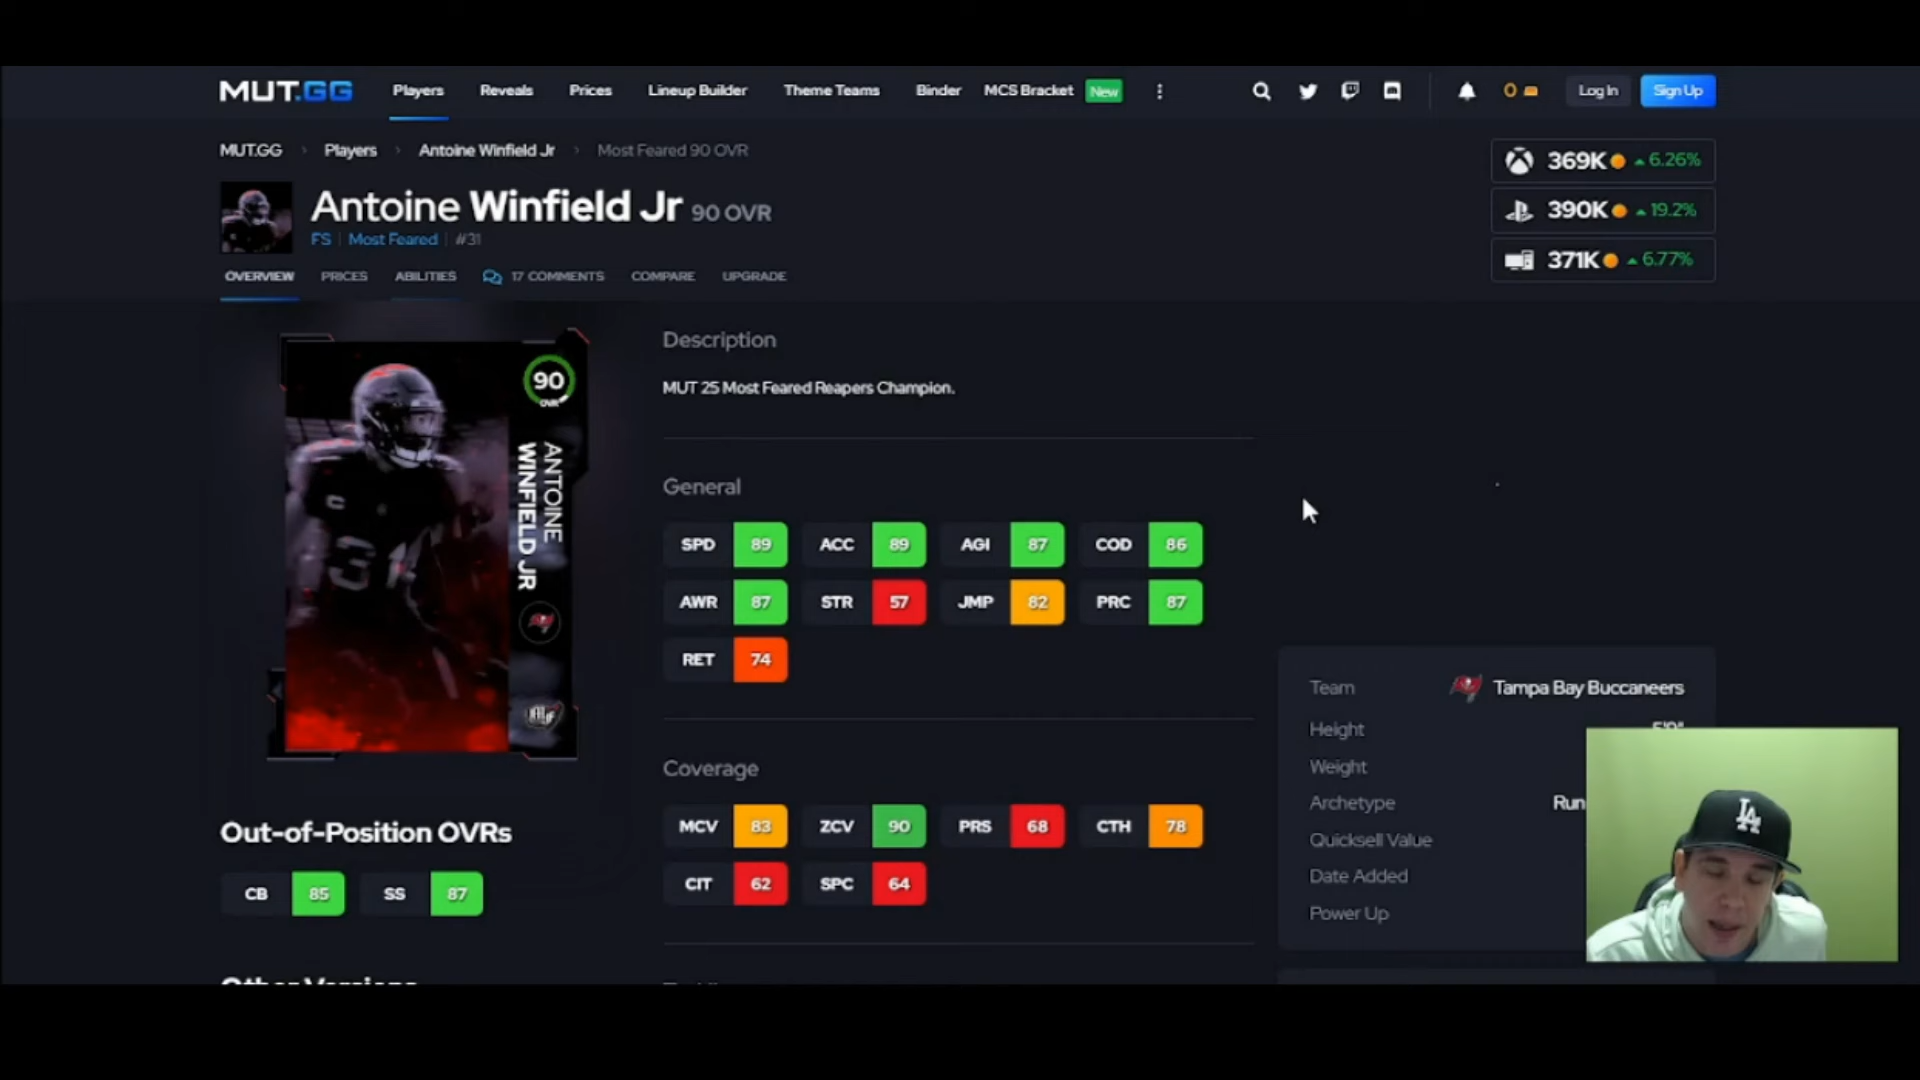 MUT.GG Players Reveals Prices Lineup Builder Theme Teams Binder MCS Bracket New 0 Log In Sign Up
MUT.GG › Players › Antoine Winfield Jr › Most Feared 90 OVR
Antoine Winfield Jr 90 OVR
FS | Most Feared | #31
OVERVIEW PRICES ABILITIES 17 COMMENTS COMPARE UPGRADE
369K 6.26%
390K 19.2%
371K 6.77%
90
OVR
ANTOINE
WINFIELD JR
31
Out-of-Position OVRs
CB 85 SS 87
Description
MUT 25 Most Feared Reapers Champion.
General
SPD 89 ACC 89 AGI 87 COD 86
AWR 87 STR 57 JMP 82 PRC 87
RET 74
Coverage
MCV 83 ZCV 90 PRS 68 CTH 78
CIT 62 SPC 64
Team Tampa Bay Buccaneers
Height
Weight
Archetype Run
Quicksell Value
Date Added
Power Up
LA